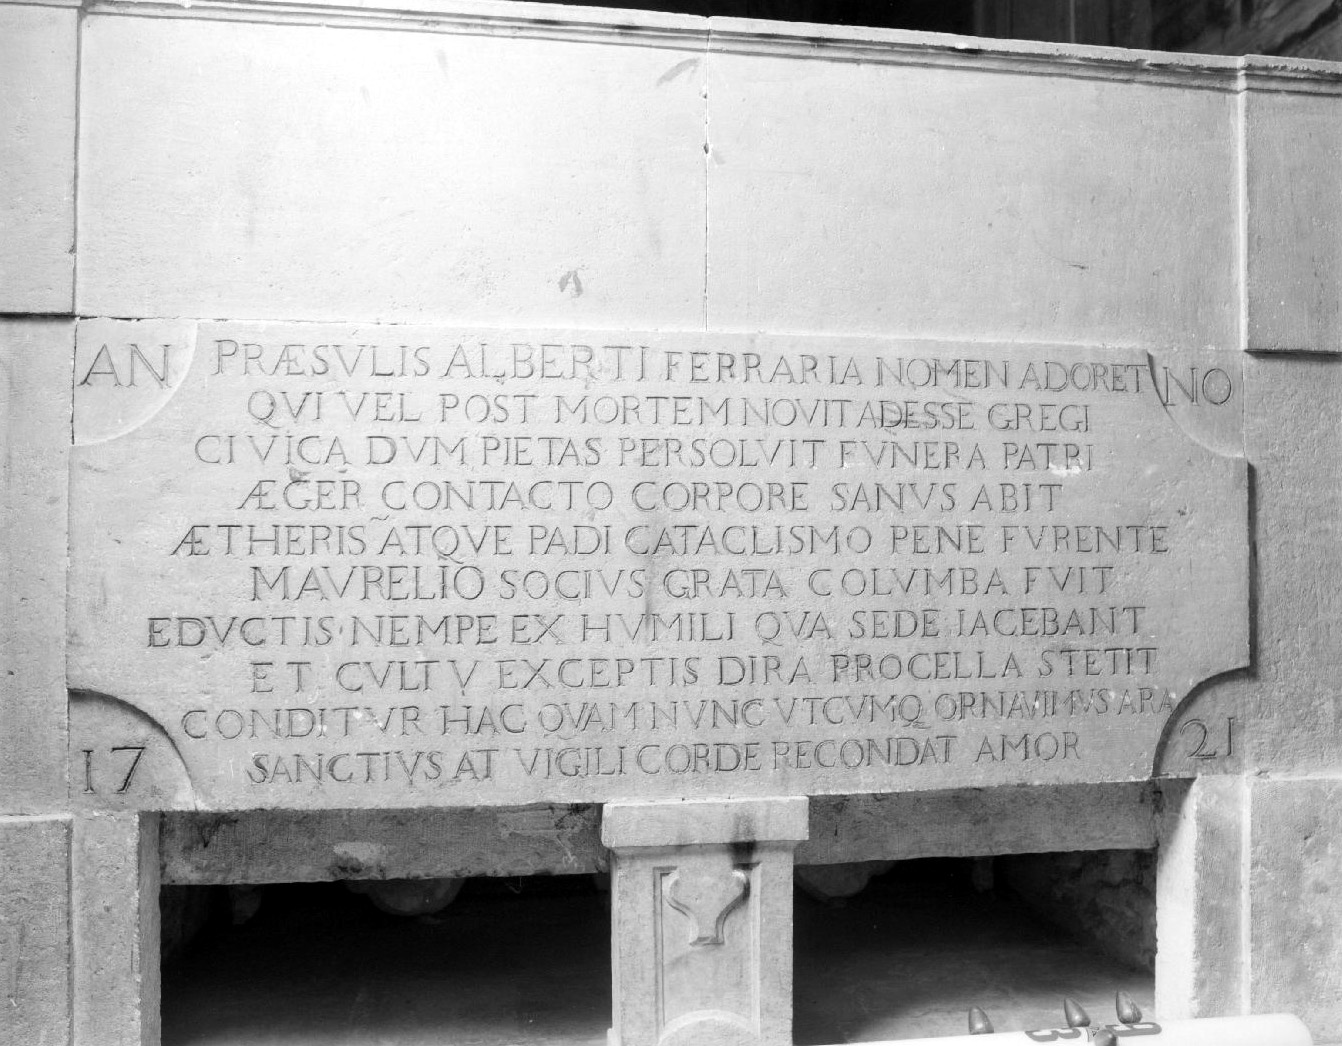 AN NO
PRÆSVLIS ALBERTI FERRARIA NOMEN ADORET
QVI VEL POST MORTEM NOVIT ADESSE GREGI
CIVICA DVM PIETAS PERSOLVIT FVNERA PATRI
ÆGER CONTACTO CORPORE SANVS ABIT
ÆTHERIS ATQVE PADI CATACLISMO PENE FVRENTE
MAVRELIO SOCIVS GRATA COLVMBA FVIT
EDVCTIS·NEMPE EX HVMILI QVA SEDE IACEBANT
ET CVLTV EXCEPTIS DIRA PROCELLA STETIT
CONDITVR HAC QVAM NVNC VTCVMQ ORNAVIMVS ARA
SANCTIVS AT VIGILI CORDE RECONDAT AMOR
17 21